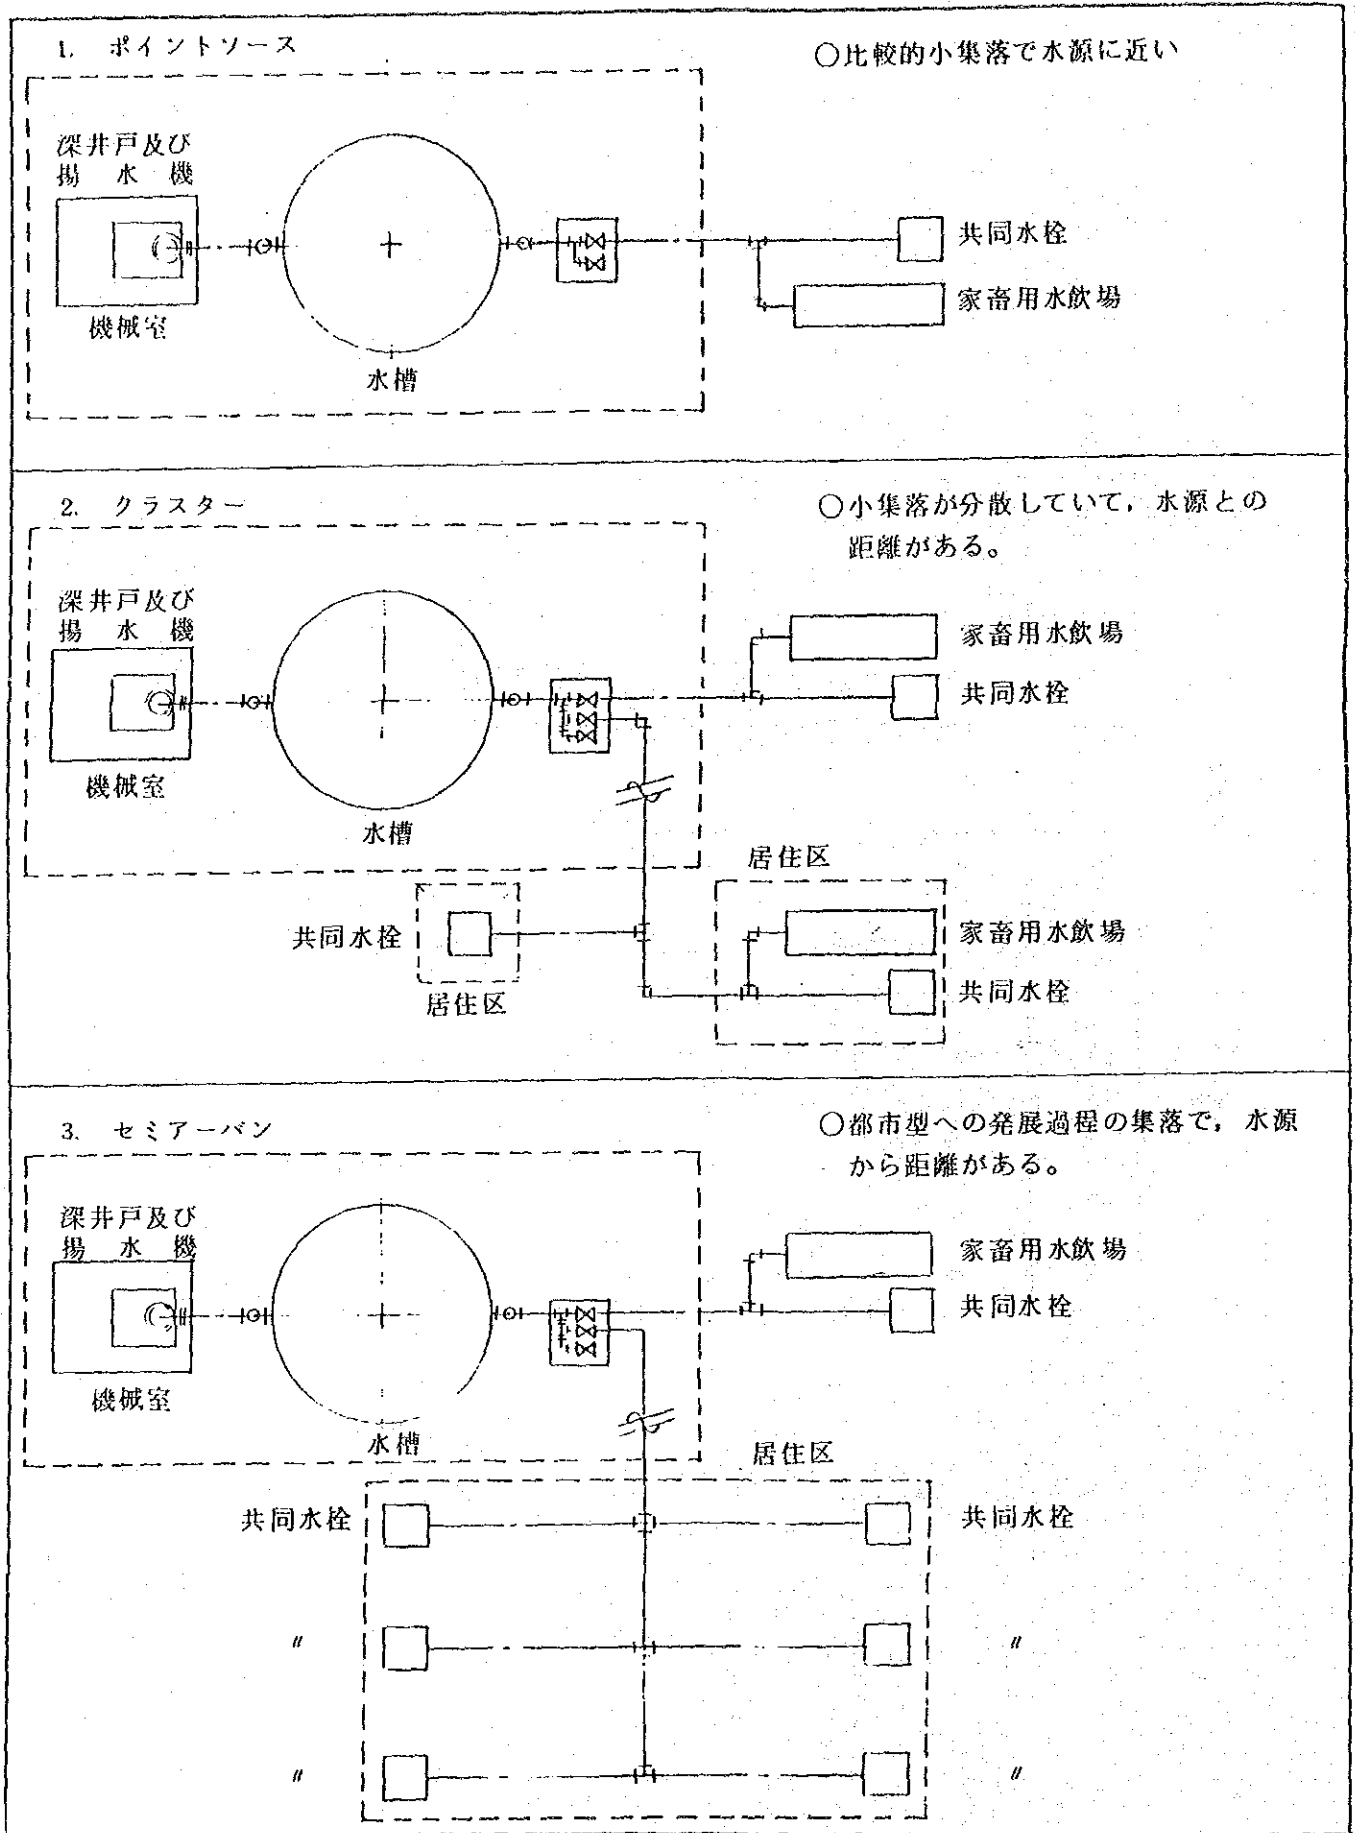 1. ポイントソース
○比較的小集落で水源に近い
深井戸及び
揚水機
機械室
水槽
共同水栓
家畜用水飲場
2. クラスター
○小集落が分散していて，水源との
距離がある。
深井戸及び
揚水機
機械室
水槽
家畜用水飲場
共同水栓
居住区
共同水栓
居住区
家畜用水飲場
共同水栓
3. セミアーバン
○都市型への発展過程の集落で，水源
から距離がある。
深井戸及び
揚水機
機械室
水槽
家畜用水飲場
共同水栓
居住区
共同水栓
共同水栓
〃
〃
〃
〃